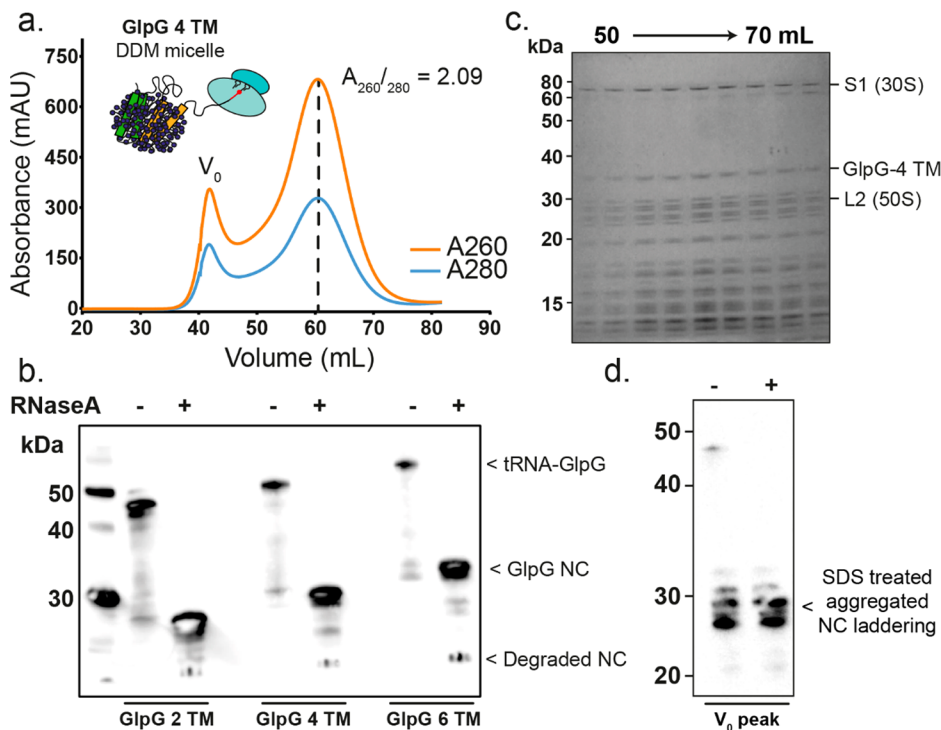 a.
GlpG 4 TM
DDM micelle
A260/280 = 2.09
V0
A260
A280
Absorbance (mAU)
750
600
450
300
150
0
20 30 40 50 60 70 80 90
Volume (mL)
c.
50 70 mL
kDa
80
60
50
40
30
20
15
S1 (30S)
GlpG-4 TM
L2 (50S)
b.
RNaseA - + - + - +
kDa
50
40
30
< tRNA-GlpG
< GlpG NC
< Degraded NC
GlpG 2 TM GlpG 4 TM GlpG 6 TM
d.
- +
50
40
30
20
SDS treated
< aggregated
NC laddering
V0 peak